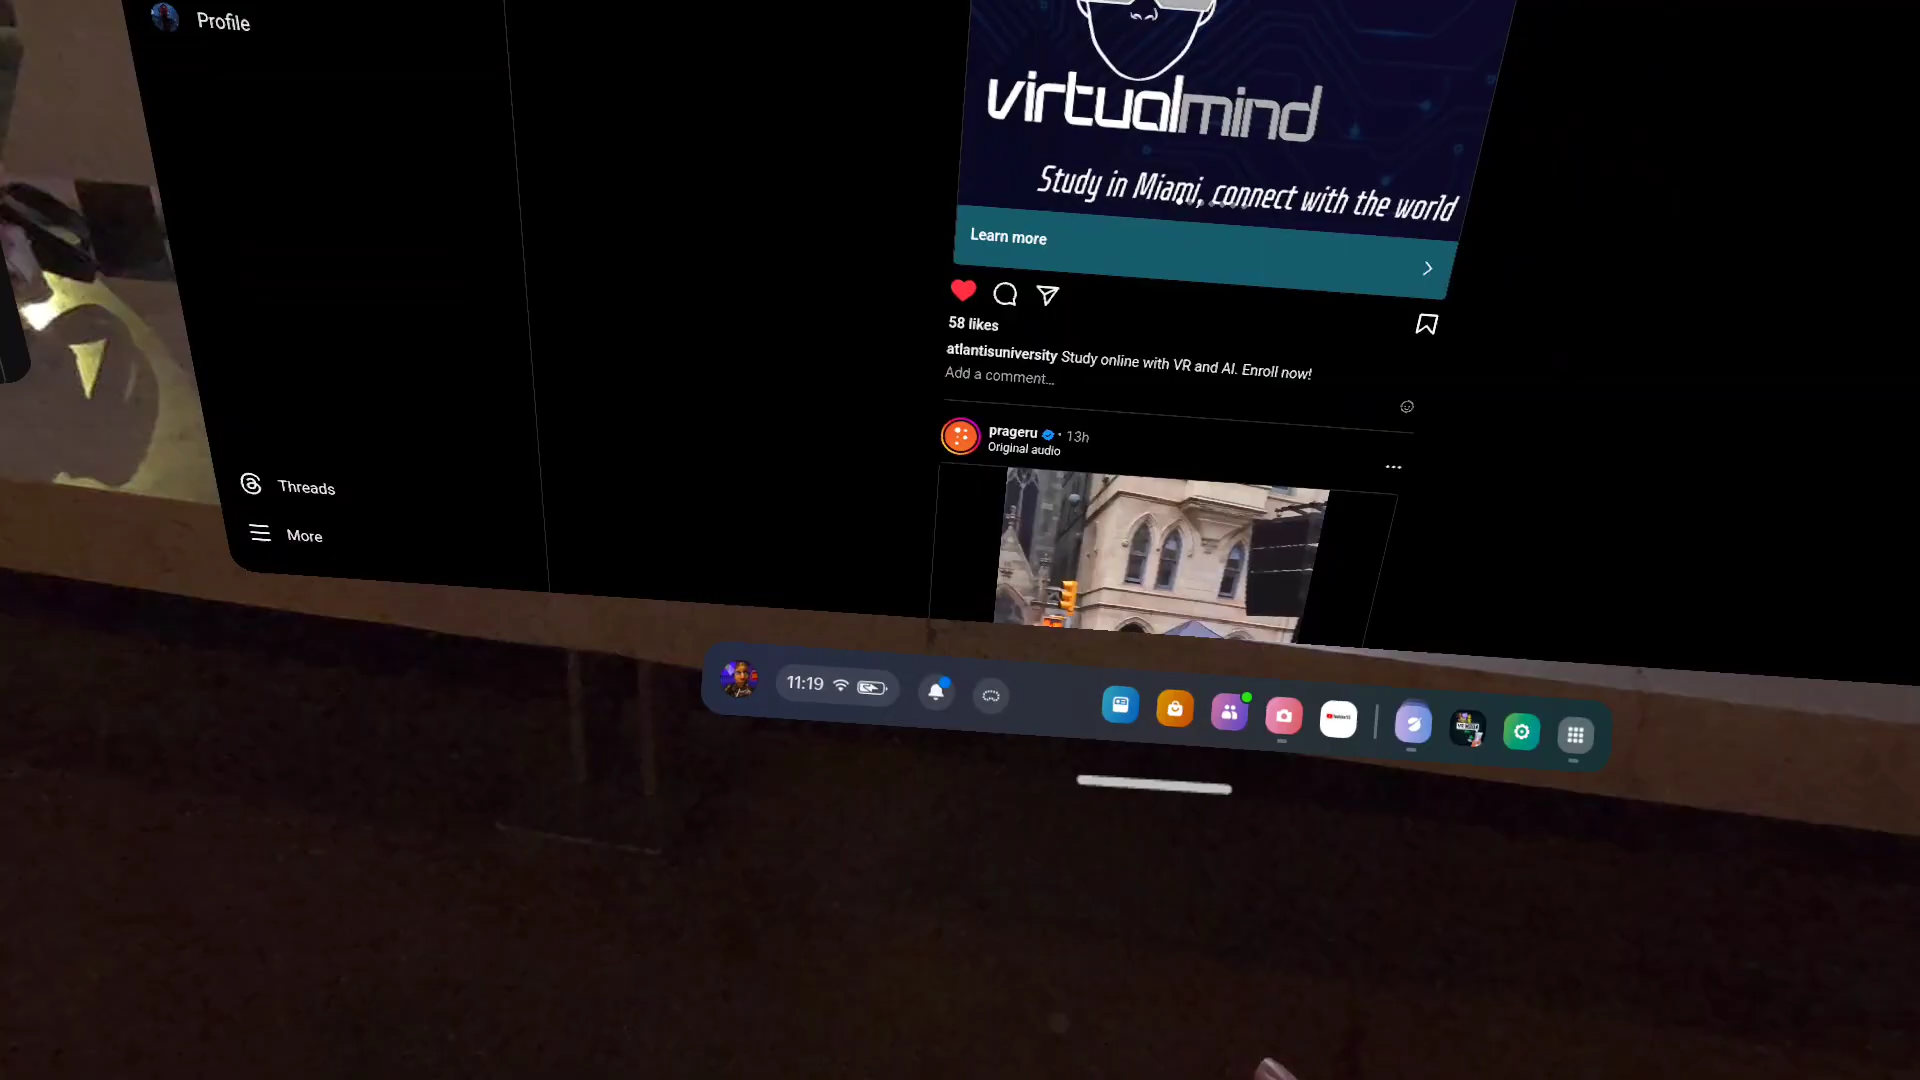 Profile
virtualmind
Study in Miami, connect with the world
Learn more
58 likes
atlantisuniversity Study online with VR and AI. Enroll now!
Add a comment...
prageru • 13h
Original audio
Threads
More
11:19